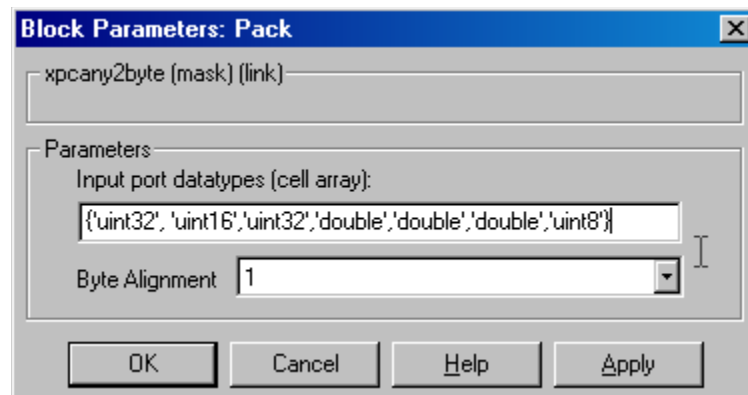 Block Parameters: Pack
xpcany2byte (mask) (link)
Parameters
Input port datatypes (cell array):
{'uint32', 'uint16','uint32','double','double','double','uint8'}
Byte Alignment 1
OK Cancel Help Apply